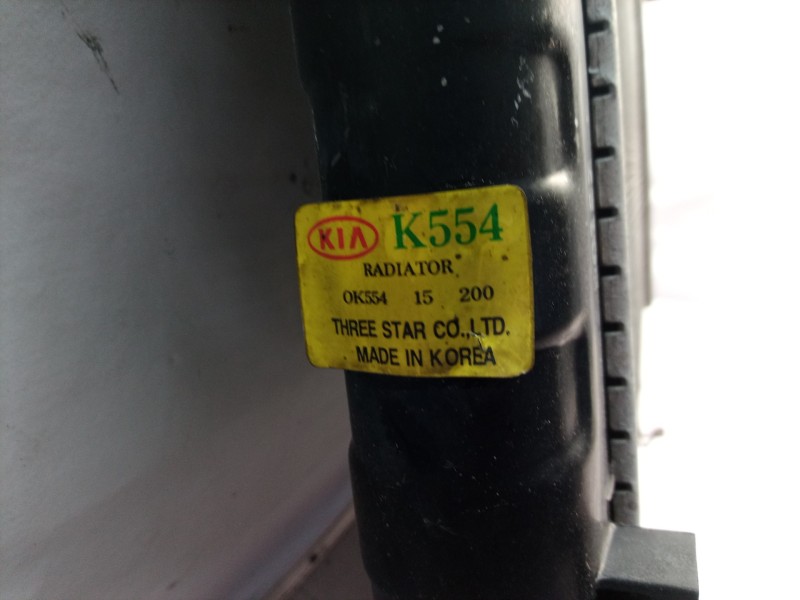 KIA K554
RADIATOR
OK554 15 200
THREE STAR CO.,LTD.
MADE IN KOREA